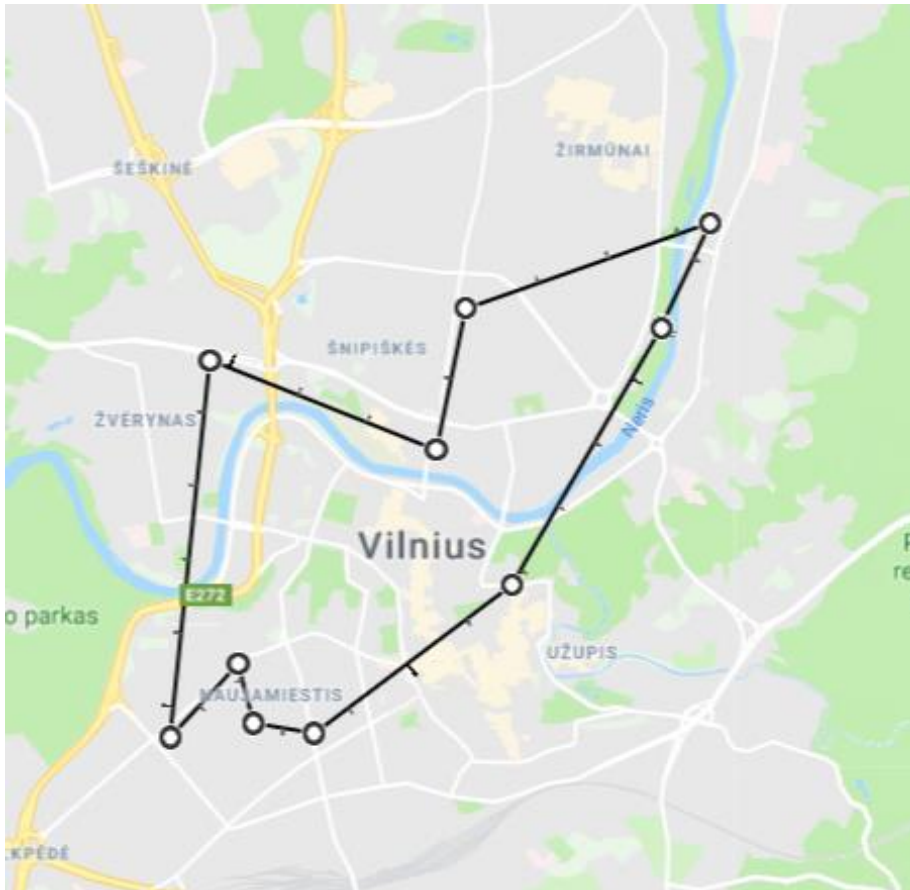 ŠEŠKINĖ
ŽIRMŪNAI
ŠNIPIŠKĖS
ŽVĖRYNAS
Neris
Vilnius
E272
o parkas
UŽUPIS
NAUJAMIESTIS
KPĖDĖ
P
re